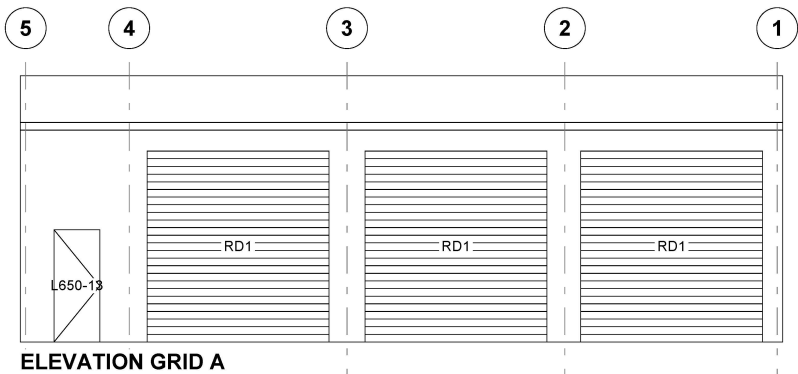 5 4 3 2 1
RD1 RD1 RD1
L650-13
ELEVATION GRID A